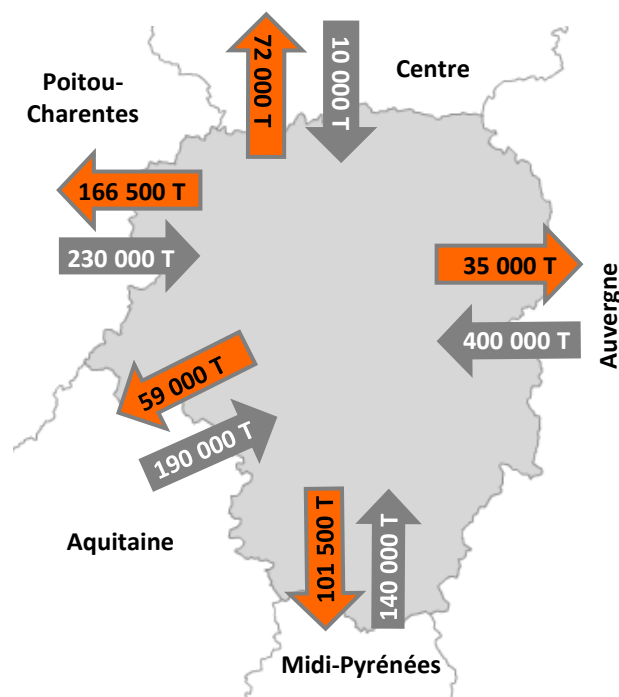 72 000 T
10 000 T
Centre
Poitou-
Charentes
166 500 T
230 000 T
35 000 T
400 000 T
Auvergne
59 000 T
190 000 T
Aquitaine
101 500 T
140 000 T
Midi-Pyrénées